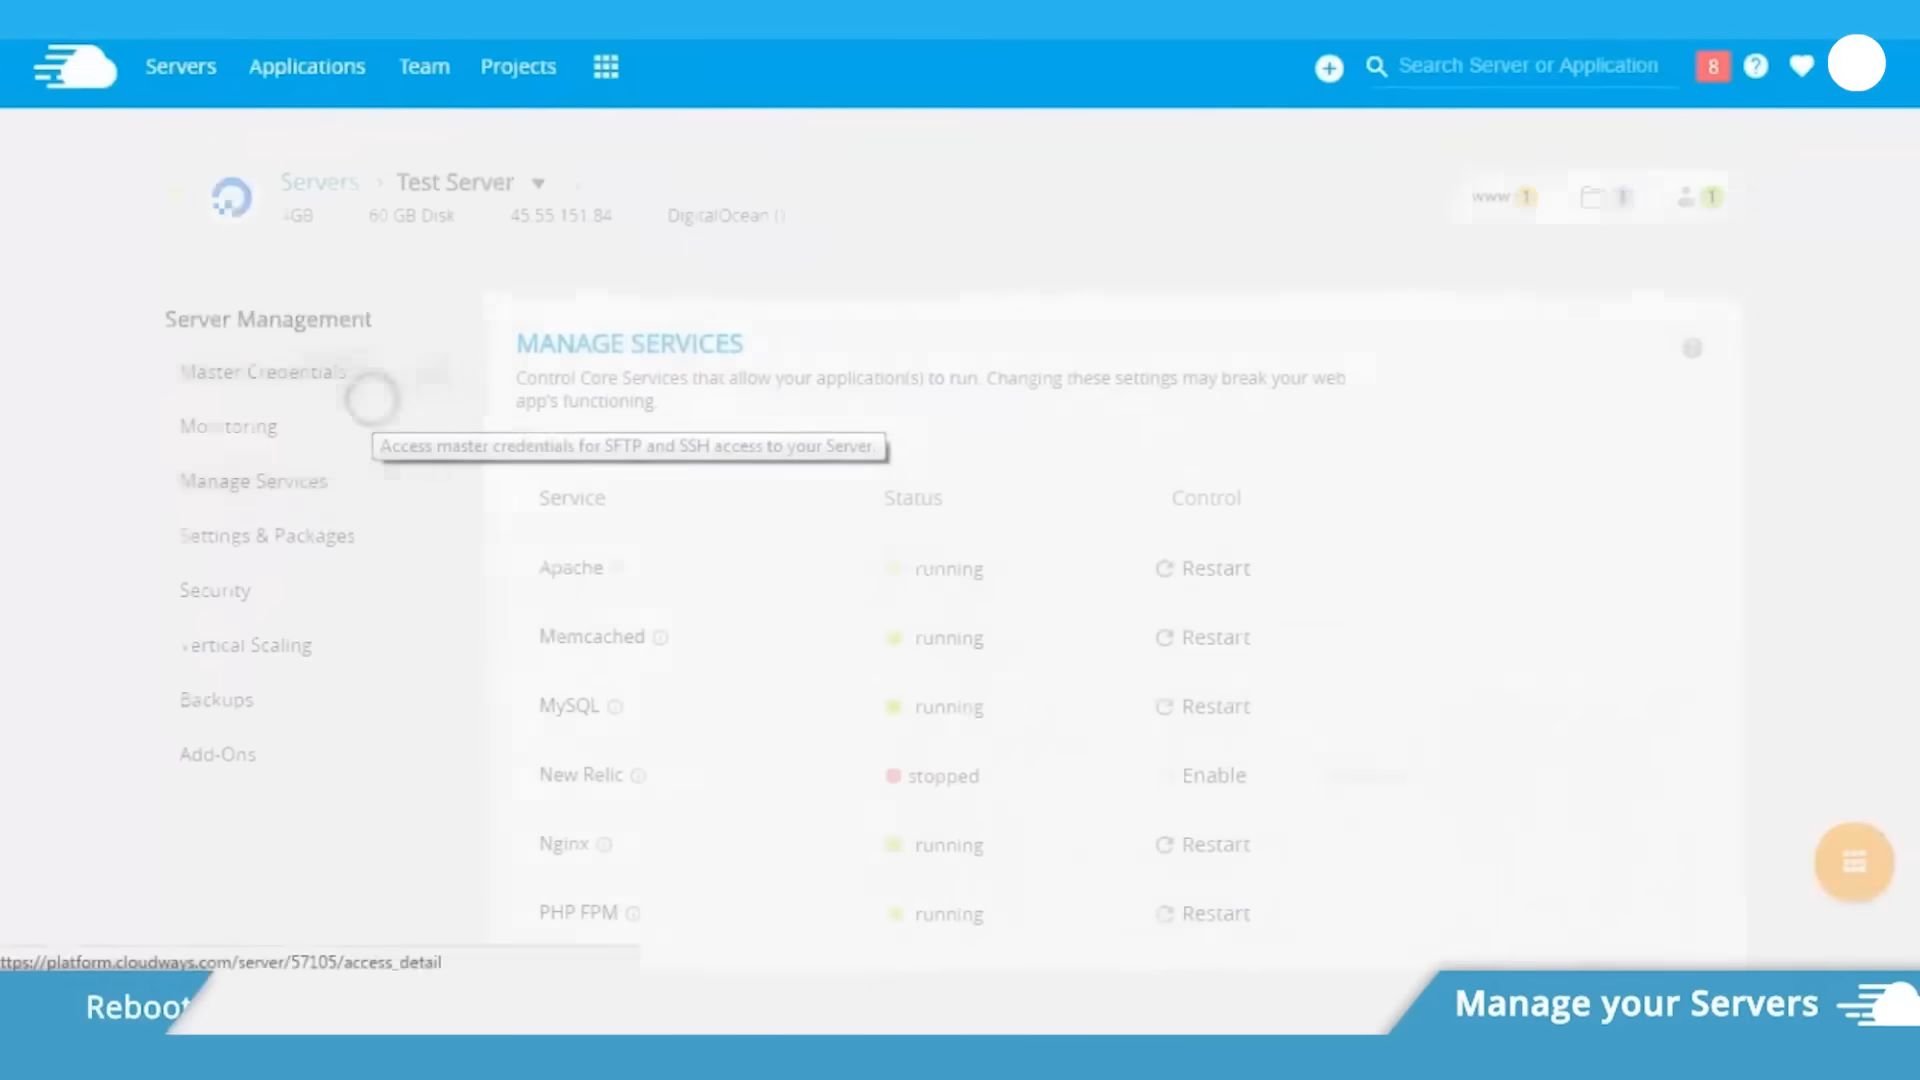 Servers Applications Team Projects
Search Server or Application 8 ?
Servers › Test Server
4GB 60 GB Disk 45.55.151.84 DigitalOcean ()
www 1 1 1
Server Management
Master Credentials
Monitoring
Manage Services
Settings & Packages
Security
Vertical Scaling
Backups
Add-Ons
MANAGE SERVICES
Control Core Services that allow your application(s) to run. Changing these settings may break your web
app's functioning.
Access master credentials for SFTP and SSH access to your Server.
Service Status Control
Apache running Restart
Memcached running Restart
MySQL running Restart
New Relic stopped Enable
Nginx running Restart
PHP FPM running Restart
ttps://platform.cloudways.com/server/57105/access_detail
Reboot
Manage your Servers